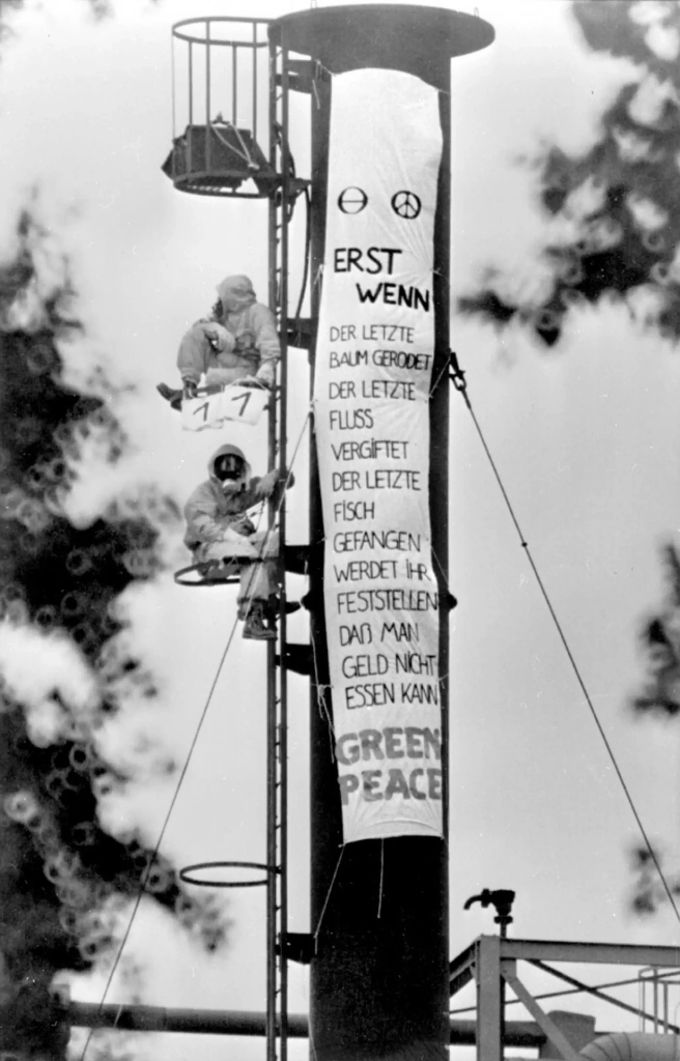 ERST
WENN
DER LETZTE
BAUM GERODET
DER LETZTE
FLUSS
VERGIFTET
DER LETZTE
FISCH
GEFANGEN
WERDET IHR
FESTSTELLEN
DAß MAN
GELD NICHT
ESSEN KANN
GREEN
PEACE
11